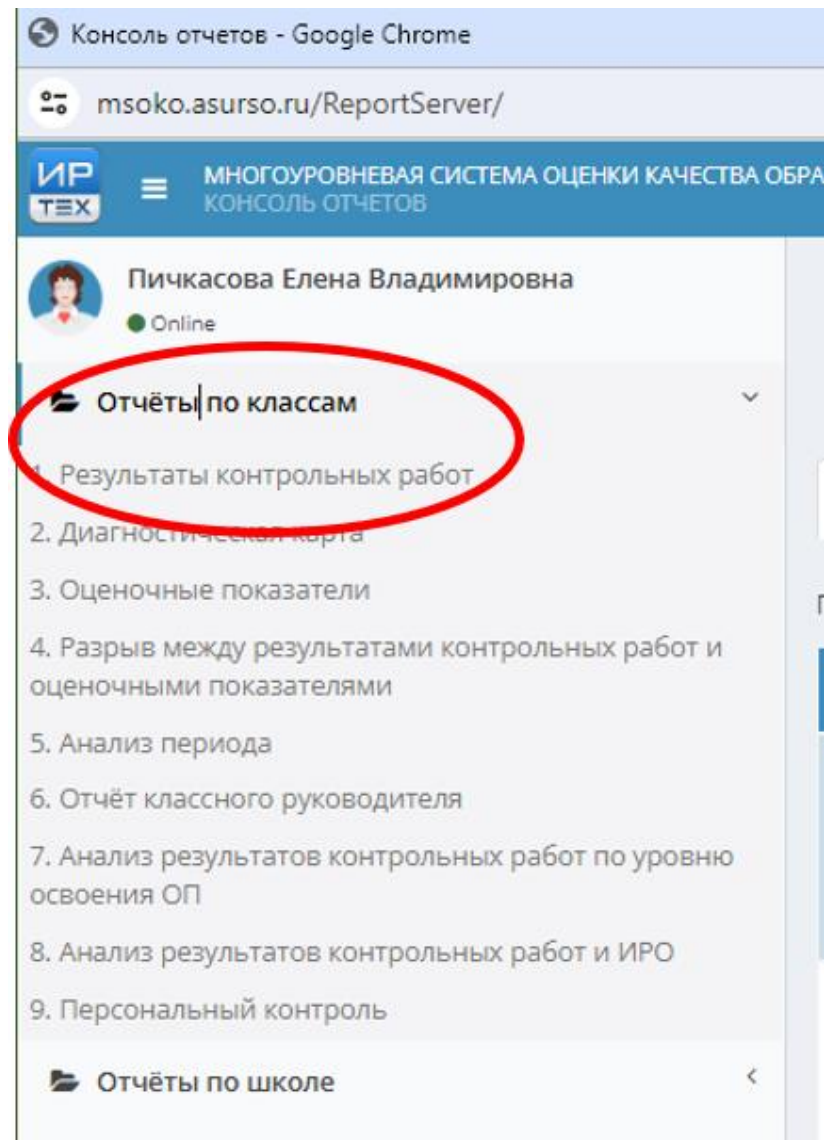 Консоль отчетов - Google Chrome
msoko.asurso.ru/ReportServer/
ИР
ТЕХ
МНОГОУРОВНЕВАЯ СИСТЕМА ОЦЕНКИ КАЧЕСТВА ОБРА
КОНСОЛЬ ОТЧЕТОВ
Пичкасова Елена Владимировна
Online
Отчёты по классам
1. Результаты контрольных работ
2. Диагностическая карта
3. Оценочные показатели
4. Разрыв между результатами контрольных работ и
оценочными показателями
5. Анализ периода
6. Отчёт классного руководителя
7. Анализ результатов контрольных работ по уровню
освоения ОП
8. Анализ результатов контрольных работ и ИРО
9. Персональный контроль
Отчёты по школе